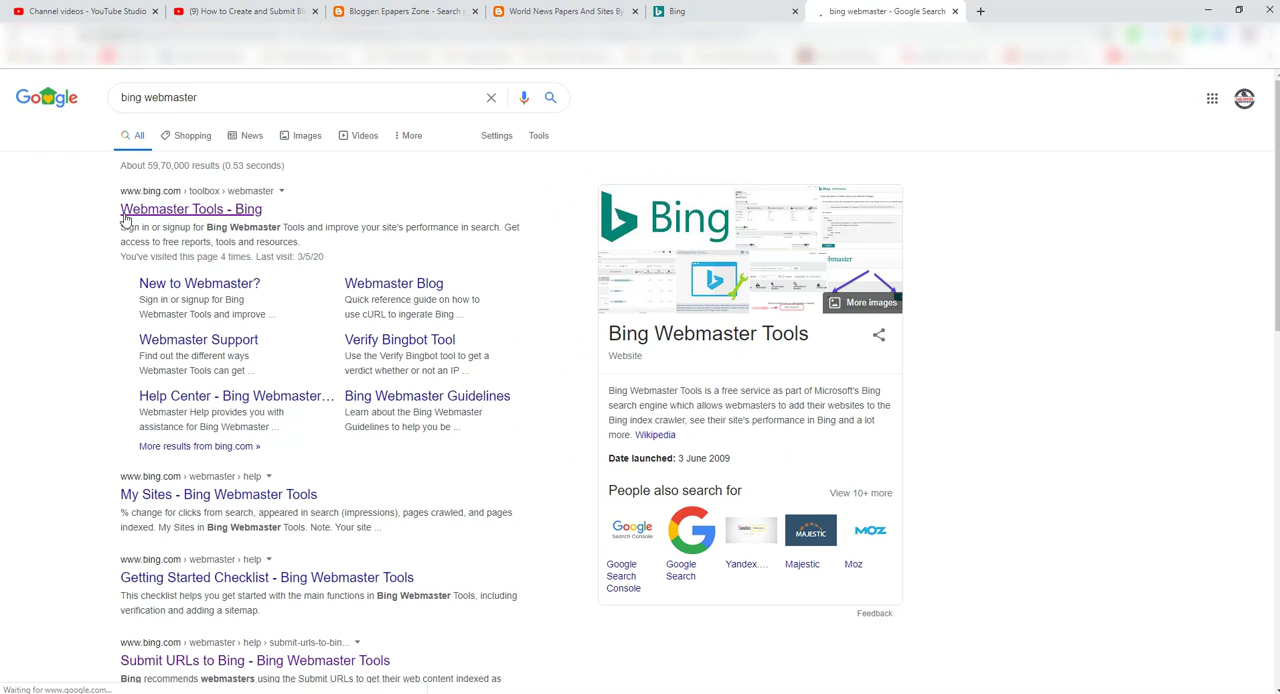 Channel videos - YouTube Studio
(9) How to Create and Submit Bl
Blogger: Epapers Zone - Search p
World News Papers And Sites By
Bing
bing webmaster - Google Search
Google
bing webmaster
All
Shopping
News
Images
Videos
More
Settings
Tools
About 59,70,000 results (0.53 seconds)
www.bing.com › toolbox › webmaster
Webmaster Tools - Bing
signup for Bing Webmaster Tools and improve your site's performance in search. Get
access to free reports, tools and resources.
You've visited this page 4 times. Last visit: 3/5/20
New to Webmaster?
Sign in or signup for Bing
Webmaster Tools and improve ...
Webmaster Blog
Quick reference guide on how to
use cURL to ingerate Bing ...
Webmaster Support
Find out the different ways
Webmaster Tools can get ...
Verify Bingbot Tool
Use the Verify Bingbot tool to get a
verdict whether or not an IP ...
Help Center - Bing Webmaster...
Webmaster Help provides you with
assistance for Bing Webmaster ...
Bing Webmaster Guidelines
Learn about the Bing Webmaster
Guidelines to help you be ...
More results from bing.com »
www.bing.com › webmaster › help
My Sites - Bing Webmaster Tools
% change for clicks from search, appeared in search (impressions), pages crawled, and pages
indexed. My Sites in Bing Webmaster Tools. Note. Your site ...
www.bing.com › webmaster › help
Getting Started Checklist - Bing Webmaster Tools
This checklist helps you get started with the main functions in Bing Webmaster Tools, including
verification and adding a sitemap.
www.bing.com › webmaster › help › submit-urls-to-bin...
Submit URLs to Bing - Bing Webmaster Tools
Bing recommends webmasters using the Submit URLs to get their web content indexed as
Bing
More images
Bing Webmaster Tools
Website
Bing Webmaster Tools is a free service as part of Microsoft's Bing
search engine which allows webmasters to add their websites to the
Bing index crawler, see their site's performance in Bing and a lot
more. Wikipedia
Date launched: 3 June 2009
People also search for
View 10+ more
Google
Search Console
MAJESTIC
MOZ
Google
Search
Console
Google
Search
Yandex....
Majestic
Moz
Feedback
Waiting for www.google.com...